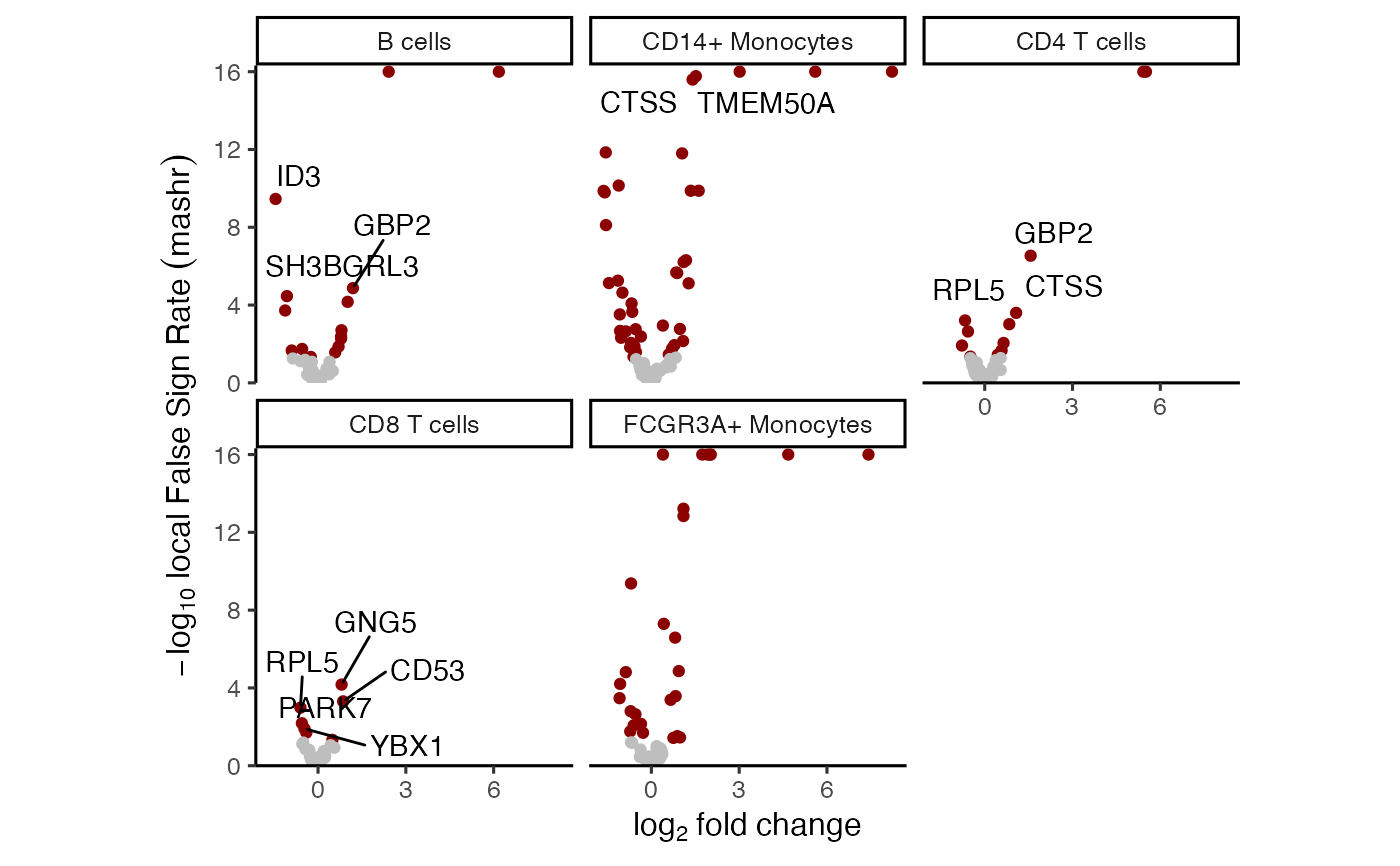 B cells
CD14+ Monocytes
CD4 T cells
16
12
8
4
0
ID3
GBP2
SH3BGRL3
CTSS
TMEM50A
GBP2
CTSS
RPL5
0 3 6
CD8 T cells
FCGR3A+ Monocytes
16
12
8
4
0
GNG5
RPL5
CD53
PARK7
YBX1
0 3 6
0 3 6
log2 fold change
−log10 local False Sign Rate (mashr)